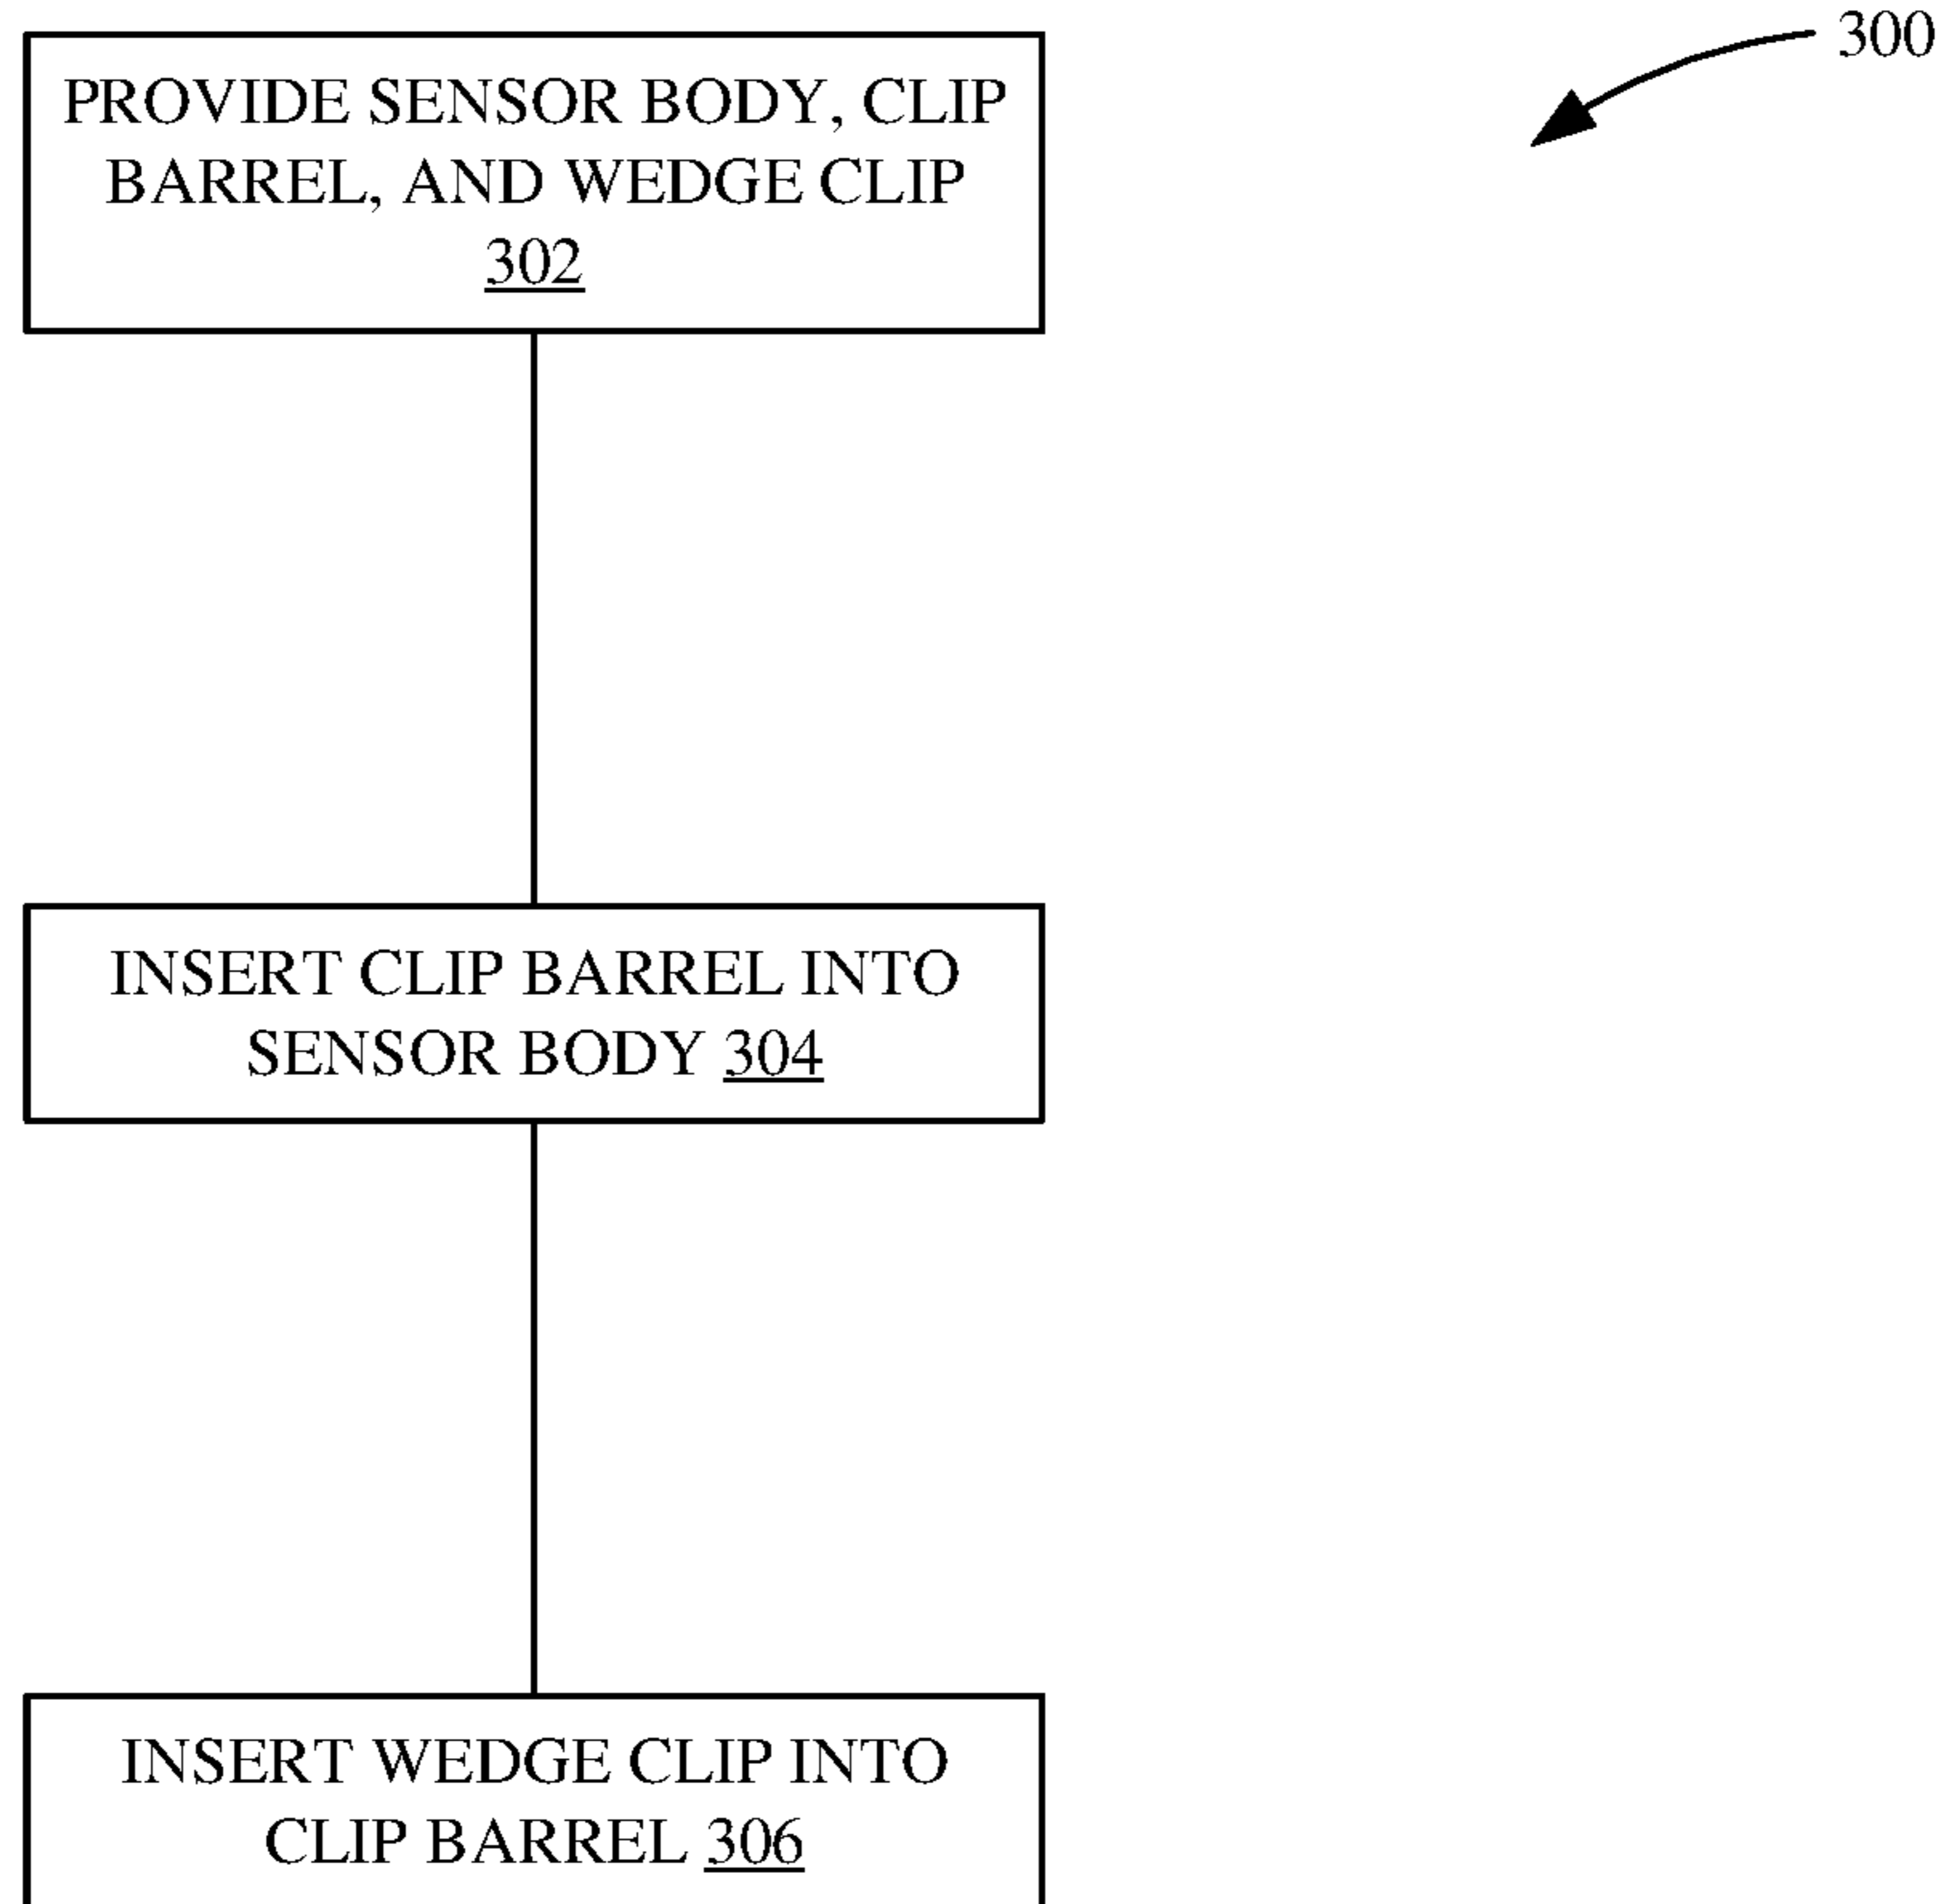 300
PROVIDE SENSOR BODY, CLIP
BARREL, AND WEDGE CLIP
302
INSERT CLIP BARREL INTO
SENSOR BODY 304
INSERT WEDGE CLIP INTO
CLIP BARREL 306